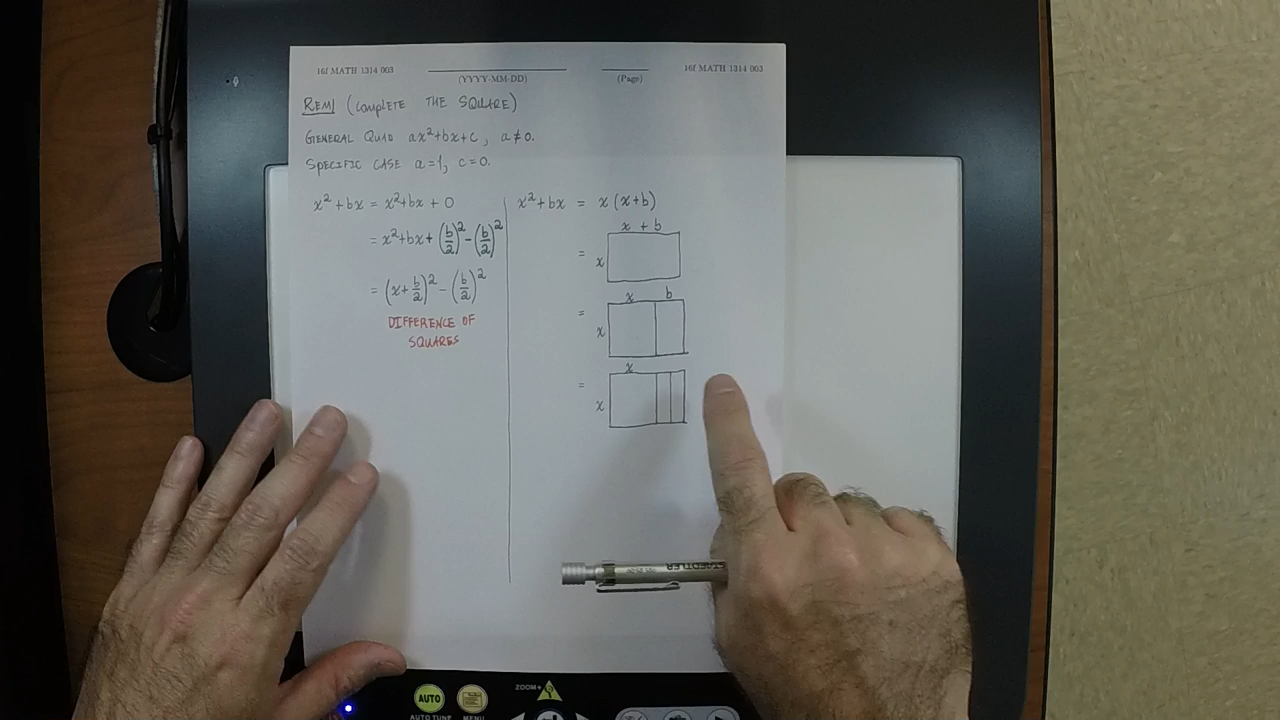 16f MATH 1314 003
(YYYY-MM-DD)
(Page)
16f MATH 1314 003
REM (COMPLETE THE SQUARE)
GENERAL QUAD ax²+bx+c, a≠0.
SPECIFIC CASE a=1, c=0.
x²+bx = x²+bx+0
= x²+bx+(b/2)²-(b/2)²
= (x+b/2)²-(b/2)²
DIFFERENCE OF
SQUARES
x²+bx = x(x+b)
x + b
= x
x b
= x
x
= x
STAEDTLER
ZOOM+
AUTO
AUTO TUNE
MENU